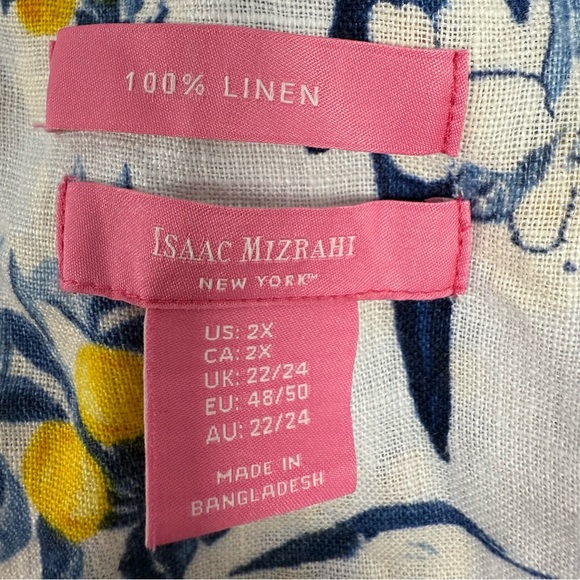 100% LINEN
ISAAC MIZRAHI
NEW YORK™
US: 2X
CA: 2X
UK: 22/24
EU: 48/50
AU: 22/24
MADE IN
BANGLADESH